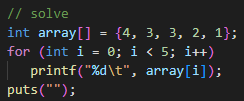 // solve
int array[] = {4, 3, 3, 2, 1};
for (int i = 0; i < 5; i++)
    printf("%d\t", array[i]);
puts("");